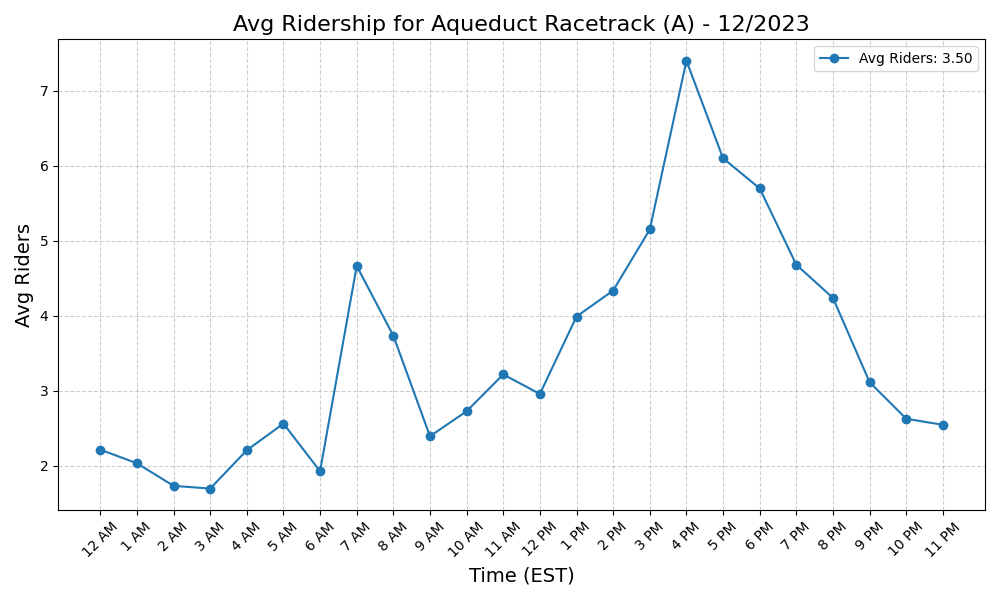 Avg Ridership for Aqueduct Racetrack (A) - 12/2023
Avg Riders: 3.50
Avg Riders
7
6
5
4
3
2
12 AM
1 AM
2 AM
3 AM
4 AM
5 AM
6 AM
7 AM
8 AM
9 AM
10 AM
11 AM
12 PM
1 PM
2 PM
3 PM
4 PM
5 PM
6 PM
7 PM
8 PM
9 PM
10 PM
11 PM
Time (EST)